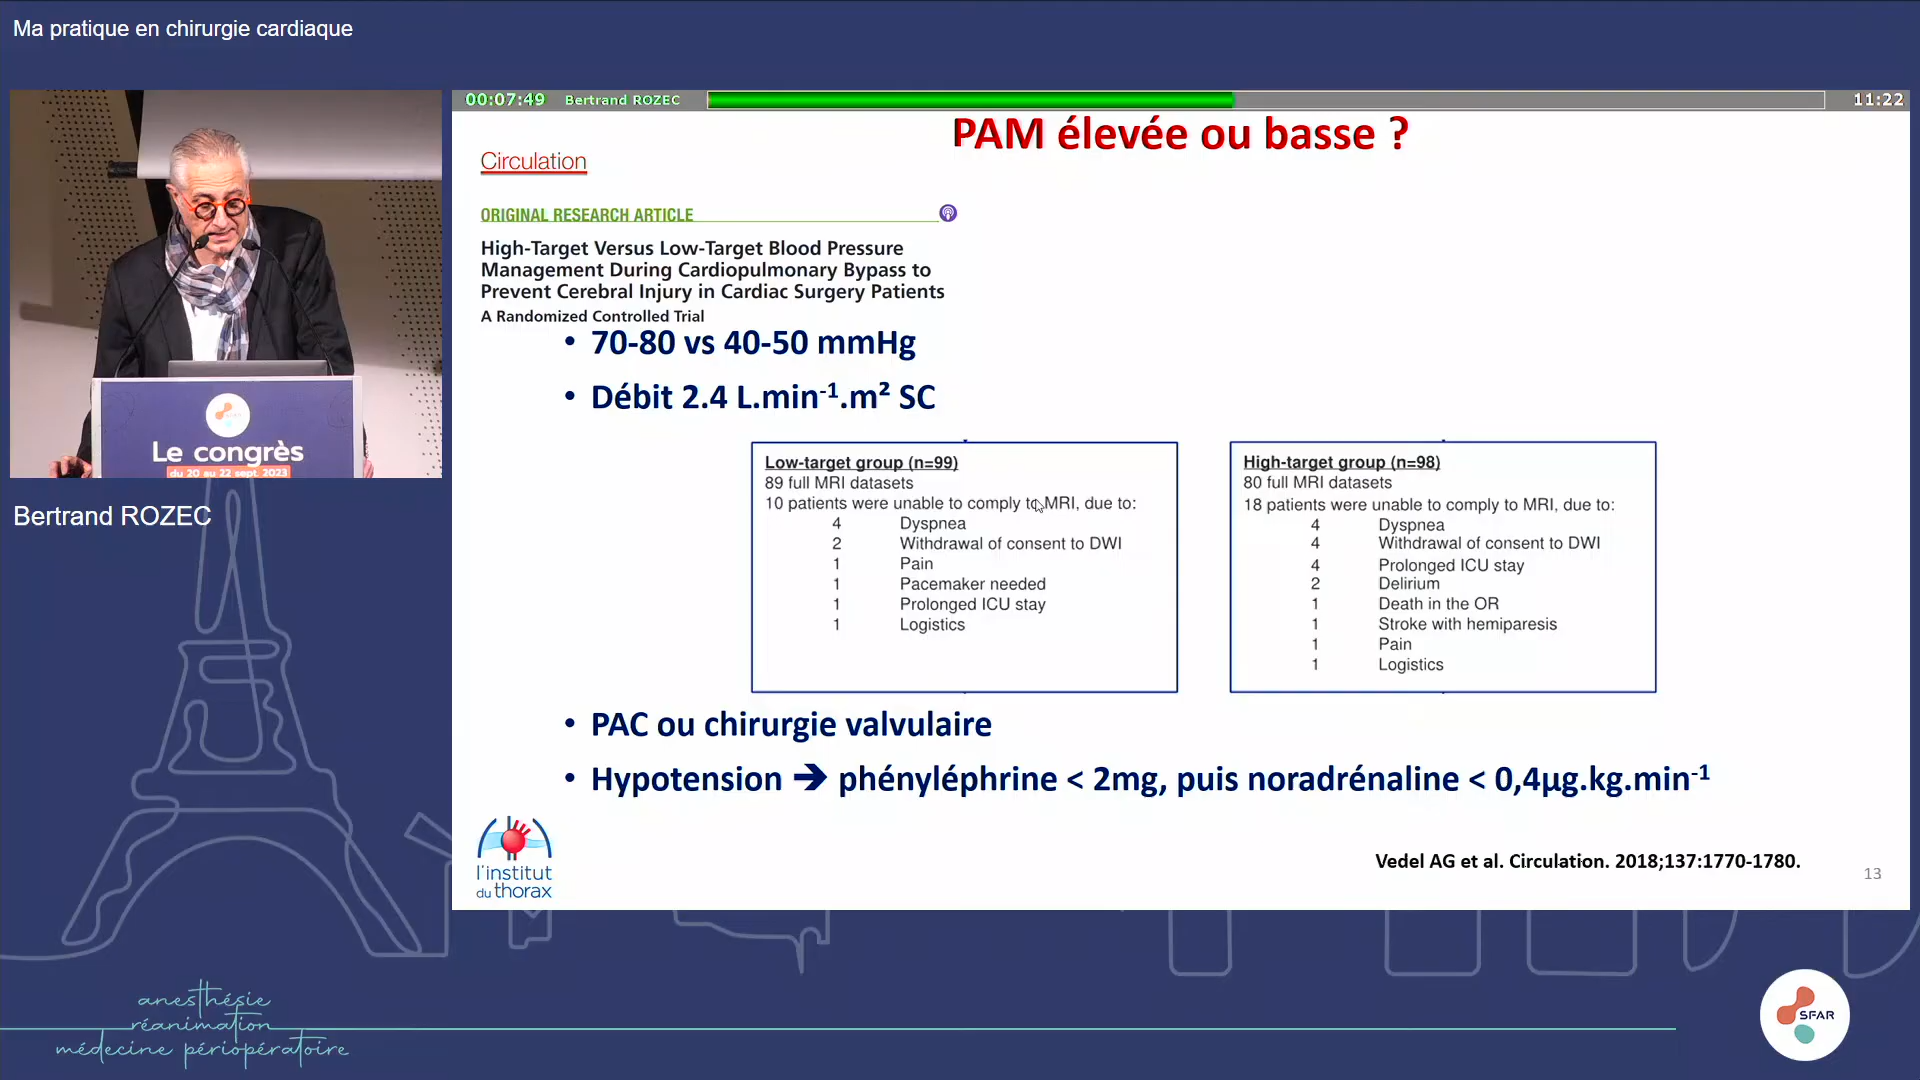 Ma pratique en chirurgie cardiaque
00:07:49 Bertrand ROZEC 11:22
PAM élevée ou basse ?
Circulation
ORIGINAL RESEARCH ARTICLE
High-Target Versus Low-Target Blood Pressure
Management During Cardiopulmonary Bypass to
Prevent Cerebral Injury in Cardiac Surgery Patients
A Randomized Controlled Trial
• 70-80 vs 40-50 mmHg
• Débit 2.4 L.min⁻¹.m² SC
Low-target group (n=99)
89 full MRI datasets
10 patients were unable to comply to MRI, due to:
4 Dyspnea
2 Withdrawal of consent to DWI
1 Pain
1 Pacemaker needed
1 Prolonged ICU stay
1 Logistics
High-target group (n=98)
80 full MRI datasets
18 patients were unable to comply to MRI, due to:
4 Dyspnea
4 Withdrawal of consent to DWI
4 Prolonged ICU stay
2 Delirium
1 Death in the OR
1 Stroke with hemiparesis
1 Pain
1 Logistics
• PAC ou chirurgie valvulaire
• Hypotension ➔ phényléphrine < 2mg, puis noradrénaline < 0,4µg.kg.min⁻¹
l'institut
du thorax
Vedel AG et al. Circulation. 2018;137:1770-1780.
13
SFAR
Le congrès
du 20 au 22 sept. 2023
Bertrand ROZEC
anesthésie
réanimation
médecine périopératoire
SFAR